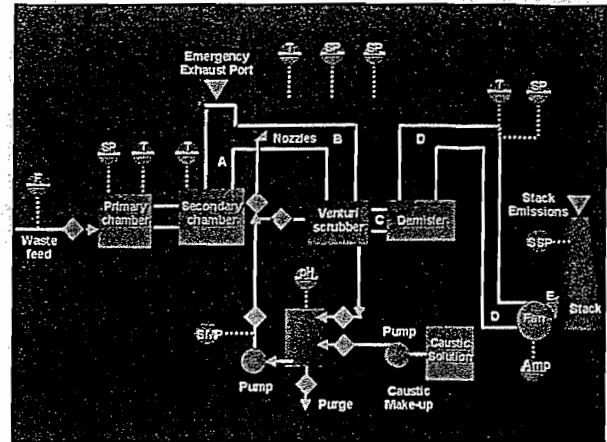 Emergency
Exhaust Port
T
SP
SP
T
SP
Nozzles
B
D
A
F
SP
T
T
Primary
chamber
Secondary
chamber
Waste
feed
Venturi
scrubber
C
Demister
Stack
Emissions
SSP
pH
E
Fan
D
Stack
Pump
Caustic
Solution
Amp
Pump
Purge
Caustic
Make-up